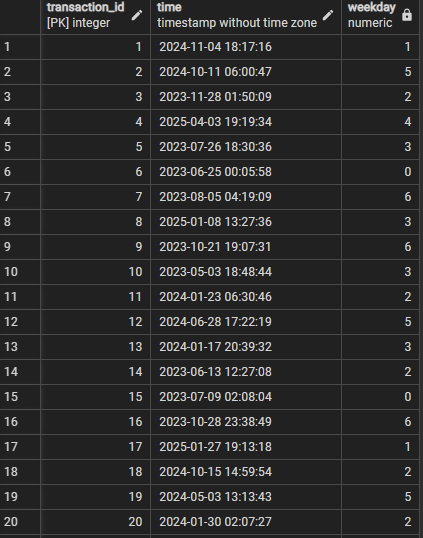 transaction_id time weekday
[PK] integer timestamp without time zone numeric
1 1 2024-11-04 18:17:16 1
2 2 2024-10-11 06:00:47 5
3 3 2023-11-28 01:50:09 2
4 4 2025-04-03 19:19:34 4
5 5 2023-07-26 18:30:36 3
6 6 2023-06-25 00:05:58 0
7 7 2023-08-05 04:19:09 6
8 8 2025-01-08 13:27:36 3
9 9 2023-10-21 19:07:31 6
10 10 2023-05-03 18:48:44 3
11 11 2024-01-23 06:30:46 2
12 12 2024-06-28 17:22:19 5
13 13 2024-01-17 20:39:32 3
14 14 2023-06-13 12:27:08 2
15 15 2023-07-09 02:08:04 0
16 16 2023-10-28 23:38:49 6
17 17 2025-01-27 19:13:18 1
18 18 2024-10-15 14:59:54 2
19 19 2024-05-03 13:13:43 5
20 20 2024-01-30 02:07:27 2